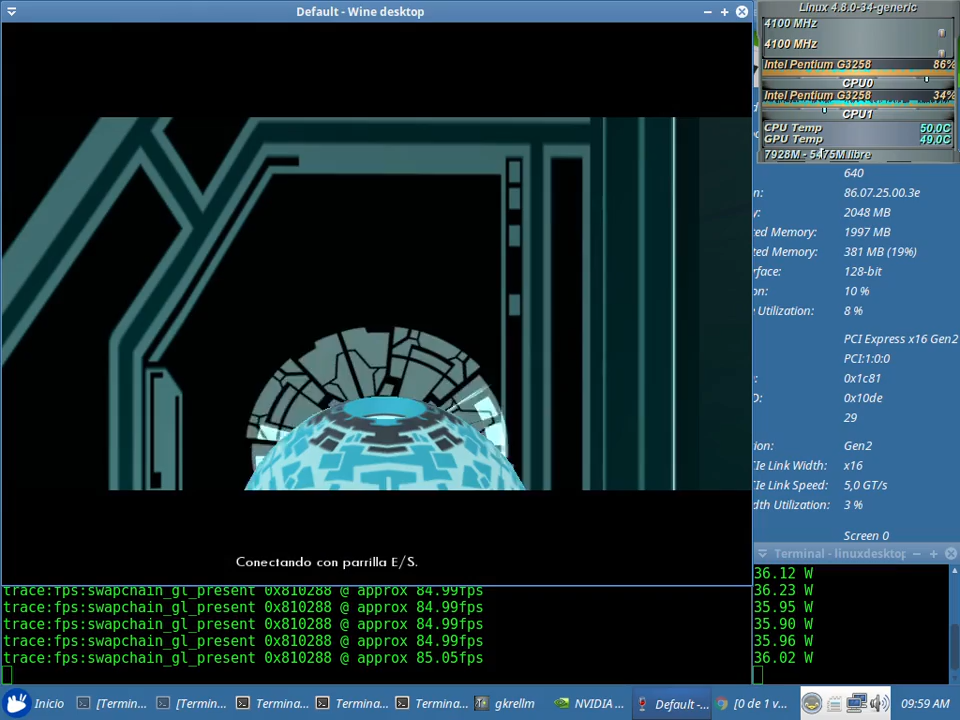 Default - Wine desktop
Linux 4.8.0-34-generic
4100 MHz
4100 MHz
Intel Pentium G3258 86%
CPU0
Intel Pentium G3258 34%
CPU1
CPU Temp 50.0C
GPU Temp 49.0C
7928M - 5475M libre
640
n: 86.07.25.00.3e
y: 2048 MB
ted Memory: 1997 MB
ted Memory: 381 MB (19%)
rface: 128-bit
on: 10 %
Utilization: 8 %
PCI Express x16 Gen2
PCI:1:0:0
: 0x1c81
D: 0x10de
29
ion: Gen2
Ie Link Width: x16
Ie Link Speed: 5,0 GT/s
dth Utilization: 3 %
Screen 0
Conectando con parrilla E/S.
Terminal - linuxdesktop
trace:fps:swapchain_gl_present 0x810288 @ approx 84.99fps
trace:fps:swapchain_gl_present 0x810288 @ approx 84.99fps
trace:fps:swapchain_gl_present 0x810288 @ approx 84.99fps
trace:fps:swapchain_gl_present 0x810288 @ approx 84.99fps
trace:fps:swapchain_gl_present 0x810288 @ approx 85.05fps
36.12 W
36.23 W
35.95 W
35.90 W
35.96 W
36.02 W
Inicio [Termin... [Termin... Termina... Termina... Termina... gkrellm NVIDIA ... Default -... [0 de 1 v... 09:59 AM